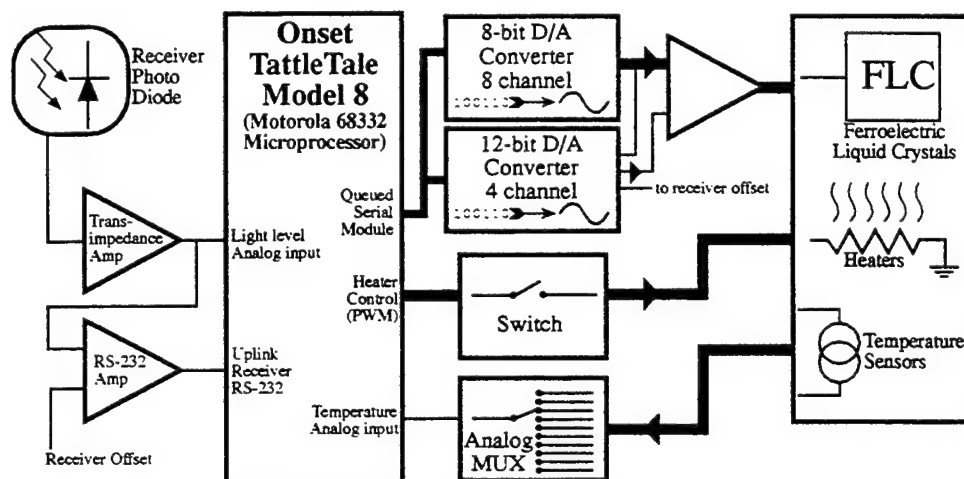 Receiver
Photo
Diode
Trans-
impedance
Amp
RS-232
Amp
Receiver Offset
Onset
TattleTale
Model 8
(Motorola 68332
Microprocessor)
Queued
Serial
Module
Light level
Analog input
Heater
Control
(PWM)
Uplink
Receiver
RS-232
Temperature
Analog input
8-bit D/A
Converter
8 channel
100110
12-bit D/A
Converter
4 channel
100110
to receiver offset
Switch
Analog
MUX
FLC
Ferroelectric
Liquid Crystals
Heaters
Temperature
Sensors